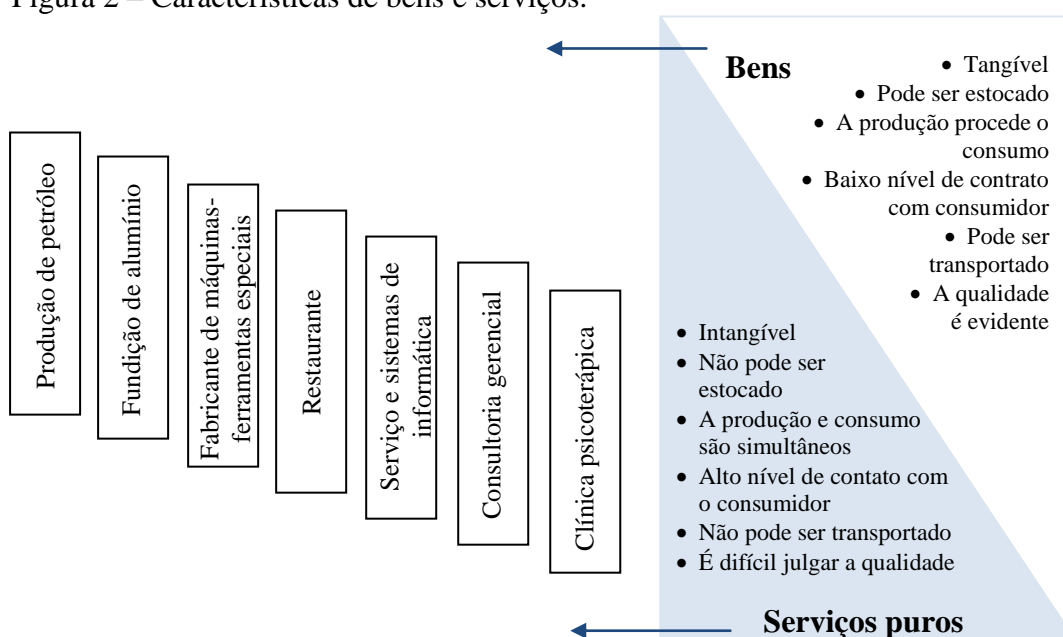 Figura 2 – Características de bens e serviços.
Produção de petróleo
Fundição de alumínio
Fabricante de máquinas-
ferramentas especiais
Restaurante
Serviço e sistemas de
informática
Consultoria gerencial
Clínica psicoterápica
Bens
• Tangível
• Pode ser estocado
• A produção procede o
consumo
• Baixo nível de contrato
com consumidor
• Pode ser
transportado
• A qualidade
é evidente
• Intangível
• Não pode ser
estocado
• A produção e consumo
são simultâneos
• Alto nível de contato com
o consumidor
• Não pode ser transportado
• É difícil julgar a qualidade
Serviços puros